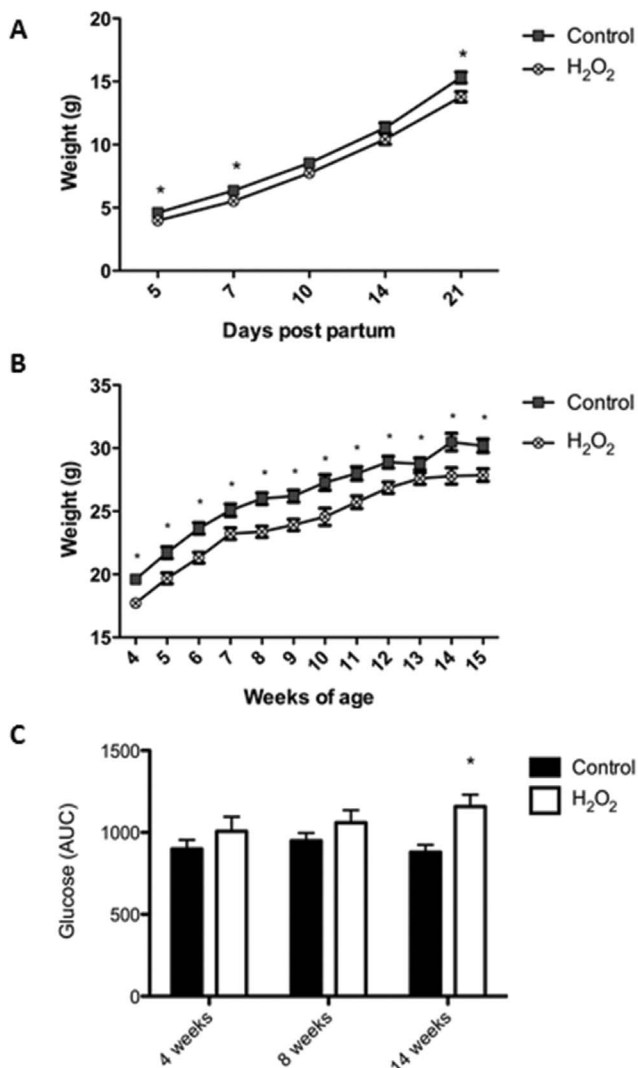 A
Control
H₂O₂
Weight (g)
20
15
10
5
0
*
*
*
5
7
10
14
21
Days post partum
B
Control
H₂O₂
Weight (g)
35
30
25
20
15
* * * * * * * * * * * *
4 5 6 7 8 9 10 11 12 13 14 15
Weeks of age
C
Control
H₂O₂
Glucose (AUC)
1500
1000
500
0
*
4 weeks
8 weeks
14 weeks